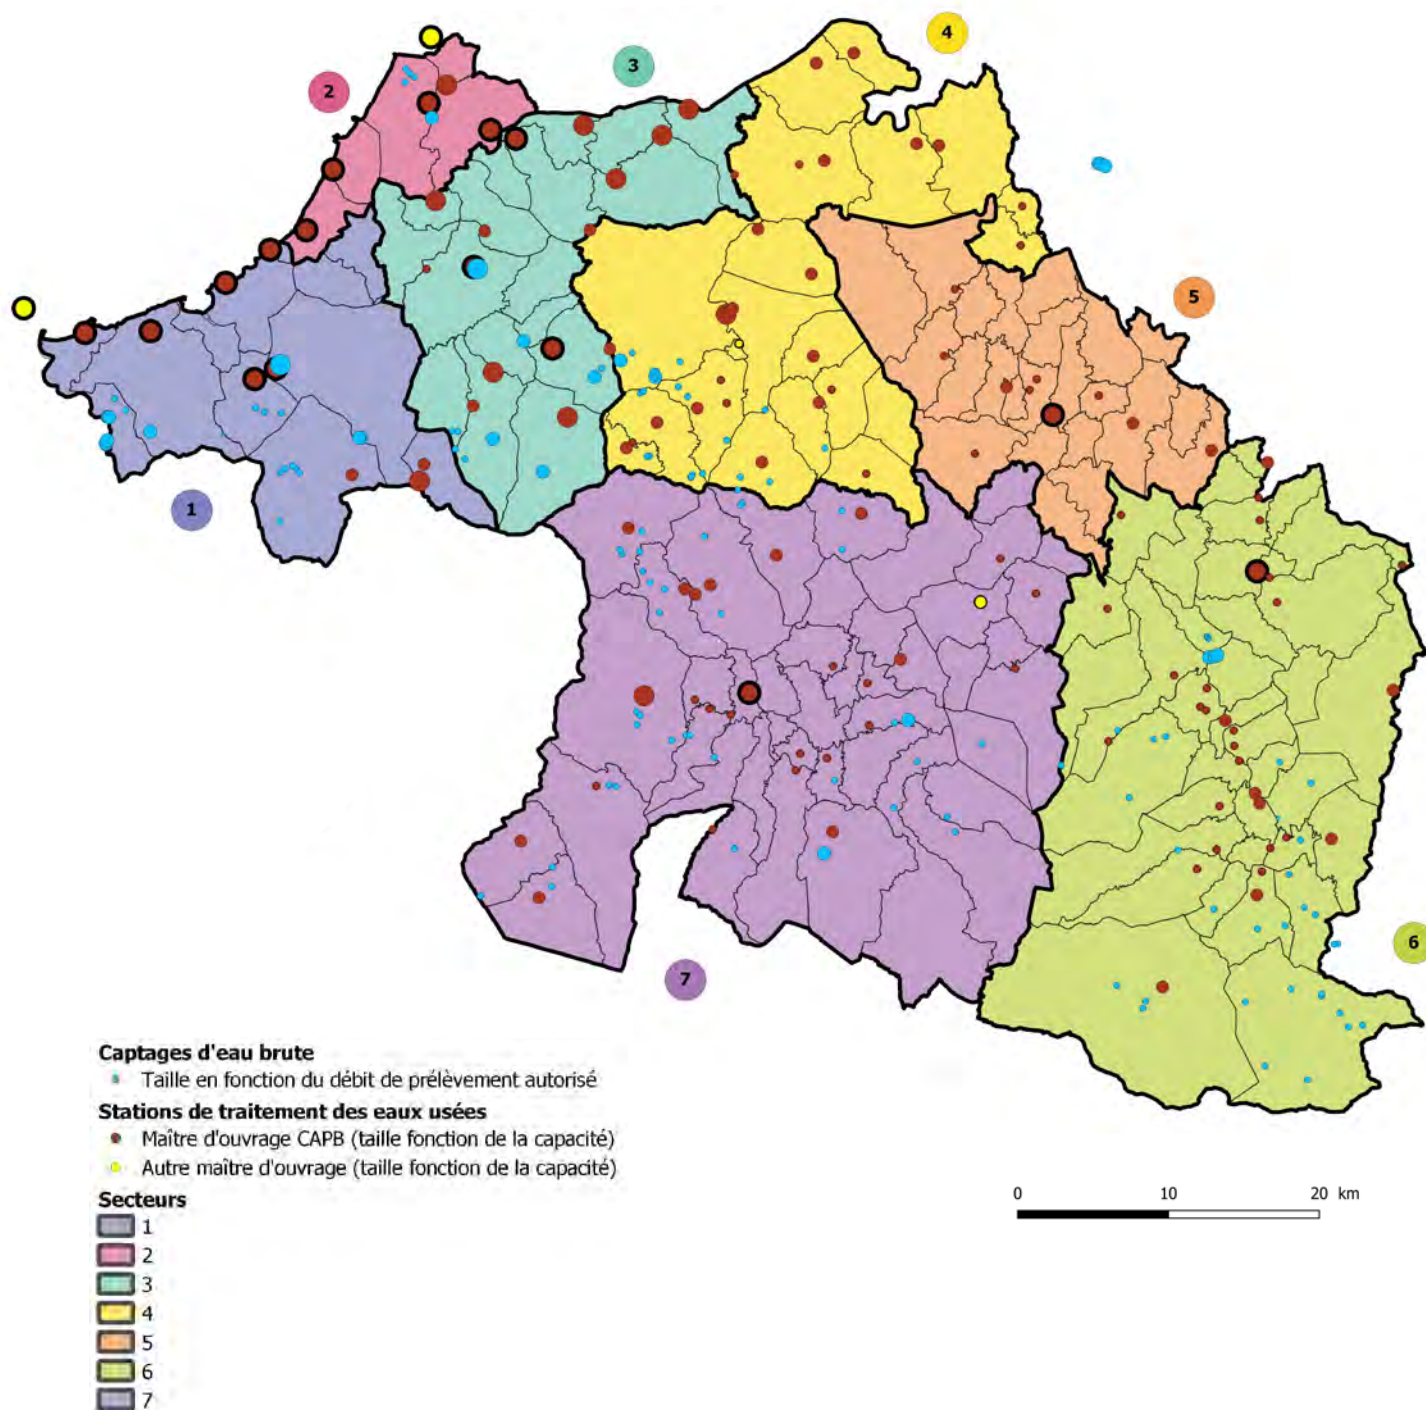 4
3
2
5
1
6
7
Captages d'eau brute
Taille en fonction du débit de prélèvement autorisé
Stations de traitement des eaux usées
Maître d'ouvrage CAPB (taille fonction de la capacité)
Autre maître d'ouvrage (taille fonction de la capacité)
Secteurs
1
2
3
4
5
6
7
0 10 20 km